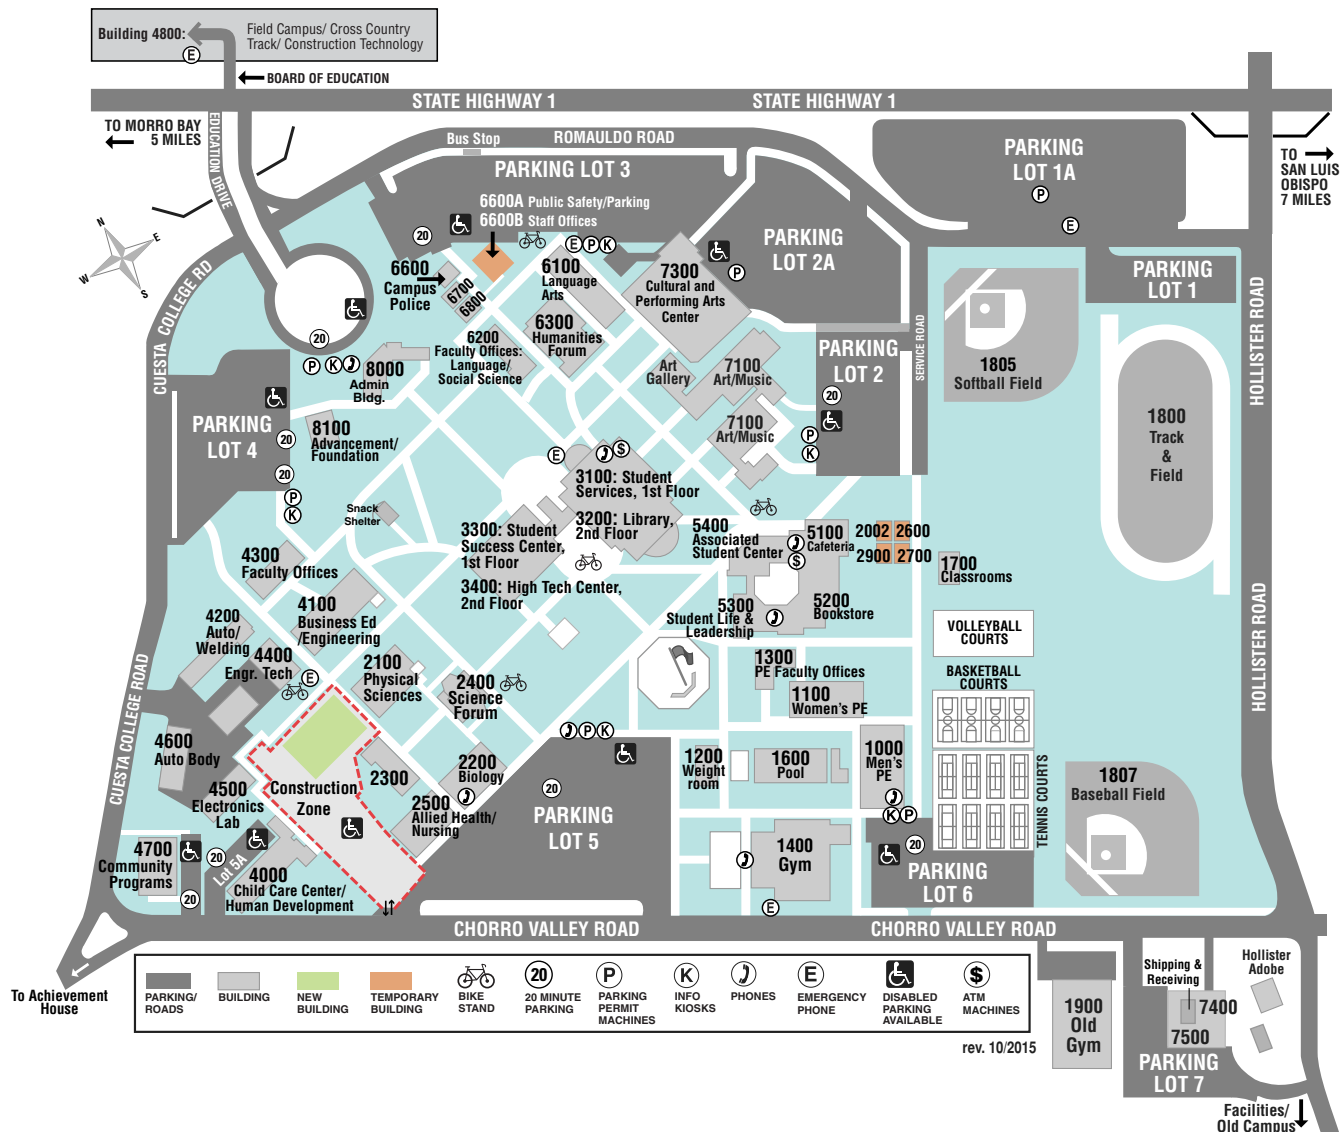 Building 4800:
Field Campus/ Cross Country
Track/ Construction Technology
E
BOARD OF EDUCATION
STATE HIGHWAY 1
STATE HIGHWAY 1
TO MORRO BAY
5 MILES
EDUCATION DRIVE
Bus Stop
ROMAULDO ROAD
PARKING LOT 3
PARKING
LOT 1A
P
E
TO
SAN LUIS
OBISPO
7 MILES
6600A Public Safety/Parking
6600B Staff Offices
20
E P K
PARKING
LOT 2A
P
N
E
W
S
CUESTA COLLEGE RD
6600
Campus
Police
6700
6800
6100
Language
Arts
7300
Cultural and
Performing Arts
Center
PARKING
LOT 1
HOLLISTER ROAD
SERVICE ROAD
6200
Faculty Offices:
Language/
Social Science
6300
Humanities
Forum
20
P K
8000
Admin
Bldg.
Art
Gallery
7100
Art/Music
PARKING
LOT 2
20
1805
Softball Field
PARKING
LOT 4
20
20
P
K
8100
Advancement/
Foundation
7100
Art/Music
P
K
1800
Track
&
Field
E
$
3100: Student
Services, 1st Floor
3200: Library,
2nd Floor
3300: Student
Success Center,
1st Floor
3400: High Tech Center,
2nd Floor
Snack
Shelter
5400
Associated
Student Center
$
5100
Cafeteria
2002 2600
2900 2700
1700
Classrooms
4300
Faculty Offices
4100
Business Ed
/Engineering
5300
Student Life &
Leadership
5200
Bookstore
4200
Auto/
Welding
4400
Engr. Tech
E
2100
Physical
Sciences
2400
Science
Forum
VOLLEYBALL
COURTS
BASKETBALL
COURTS
1300
PE Faculty Offices
1100
Women's PE
HOLLISTER ROAD
CUESTA COLLEGE ROAD
4600
Auto Body
4500
Electronics
Lab
Construction
Zone
2300
2200
Biology
2500
Allied Health/
Nursing
P K
20
PARKING
LOT 5
1200
Weight
room
1600
Pool
1000
Men's
PE
K P
TENNIS COURTS
1807
Baseball Field
4700
Community
Programs
20
20
Lot 5A
4000
Child Care Center/
Human Development
1400
Gym
E
20
PARKING
LOT 6
CHORRO VALLEY ROAD
CHORRO VALLEY ROAD
To Achievement
House
PARKING/
ROADS
BUILDING
NEW
BUILDING
TEMPORARY
BUILDING
BIKE
STAND
20
20 MINUTE
PARKING
P
PARKING
PERMIT
MACHINES
K
INFO
KIOSKS
PHONES
E
EMERGENCY
PHONE
DISABLED
PARKING
AVAILABLE
$
ATM
MACHINES
rev. 10/2015
1900
Old
Gym
Shipping &
Receiving
7400
7500
Hollister
Adobe
PARKING
LOT 7
Facilities/
Old Campus